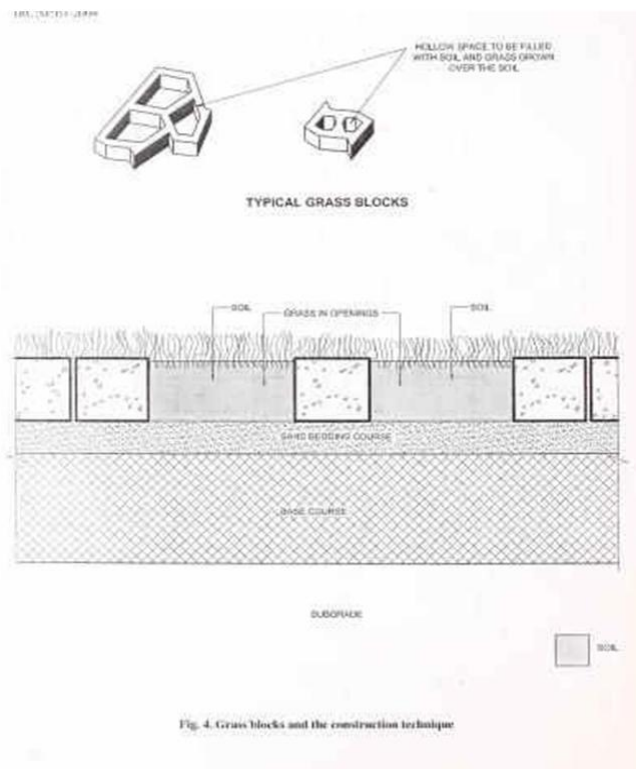 HOLLOW SPACE TO BE FILLED
WITH SOIL AND GRASS GROWN
OVER THE SOIL
TYPICAL GRASS BLOCKS
SOIL
GRASS IN OPENINGS
SOIL
SAND BEDDING COURSE
BASE COURSE
SUBGRADE
SOIL
Fig. 4. Grass blocks and the construction technique